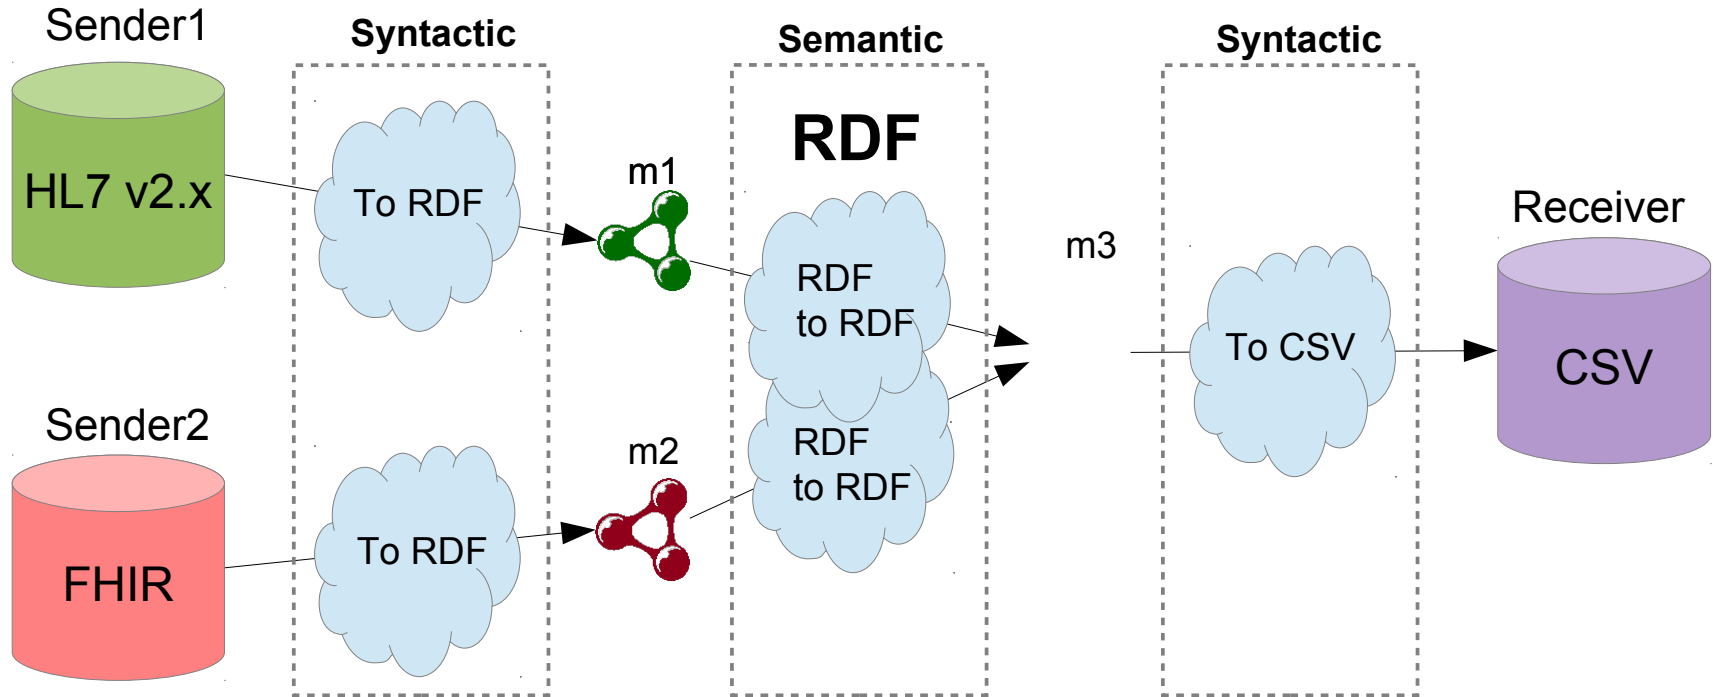 Sender1
Syntactic
Semantic
Syntactic
HL7 v2.x
To RDF
m1
RDF
RDF
to RDF
m3
To CSV
Receiver
CSV
Sender2
FHIR
To RDF
m2
RDF
to RDF